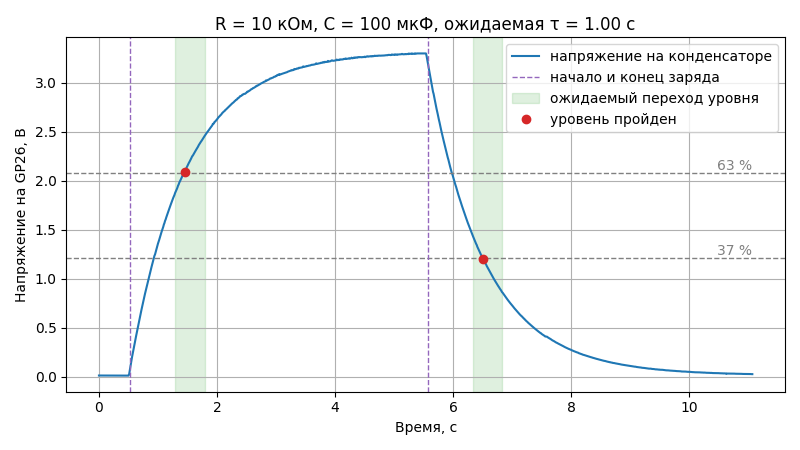 R = 10 кОм, C = 100 мкФ, ожидаемая τ = 1.00 с
напряжение на конденсаторе
начало и конец заряда
ожидаемый переход уровня
уровень пройден
Напряжение на GP26, В
3.0
2.5
2.0
1.5
1.0
0.5
0.0
63 %
37 %
0 2 4 6 8 10
Время, с